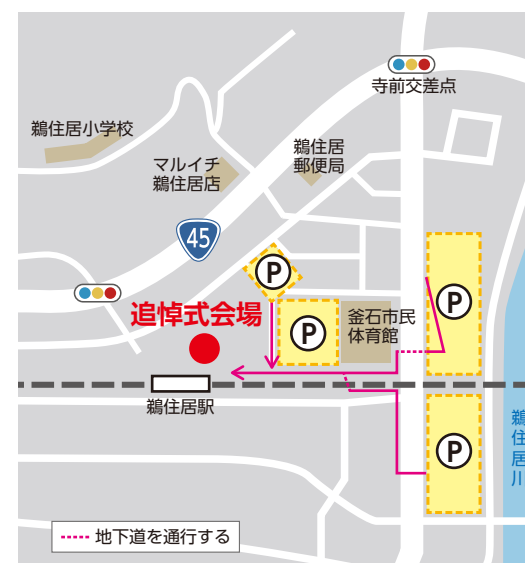 寺前交差点
鵜住居小学校
鵜住居
郵便局
マルイチ
鵜住居店
45
P
追悼式会場
P
P
釜石市民
体育館
鵜住居駅
鵜住居川
P
地下道を通行する